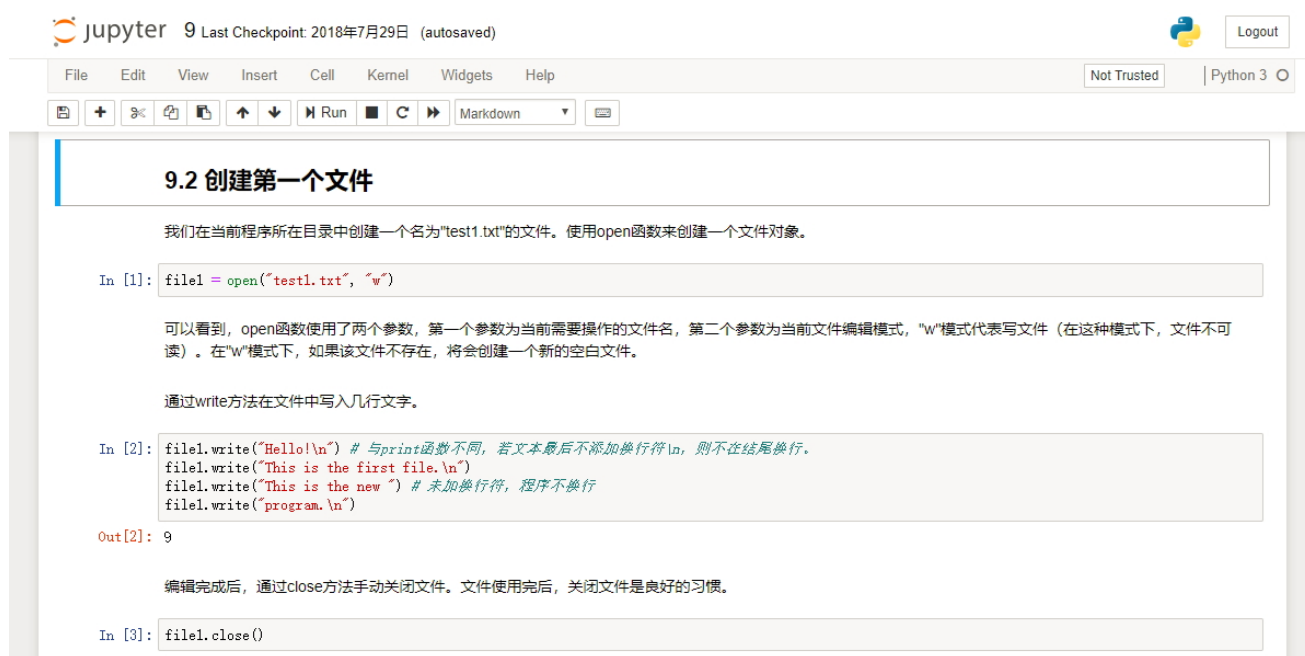 jupyter 9 Last Checkpoint: 2018年7月29日 (autosaved) Logout
File Edit View Insert Cell Kernel Widgets Help Not Trusted Python 3
Run Markdown
9.2 创建第一个文件
我们在当前程序所在目录中创建一个名为"test1.txt"的文件。使用open函数来创建一个文件对象。
In [1]: file1 = open("test1.txt", "w")
可以看到，open函数使用了两个参数，第一个参数为当前需要操作的文件名，第二个参数为当前文件编辑模式，"w"模式代表写文件（在这种模式下，文件不可
读）。在"w"模式下，如果该文件不存在，将会创建一个新的空白文件。
通过write方法在文件中写入几行文字。
In [2]: file1.write("Hello!\n") # 与print函数不同，若文本最后不添加换行符\n，则不在结尾换行。
file1.write("This is the first file.\n")
file1.write("This is the new ") # 未加换行符，程序不换行
file1.write("program.\n")
Out[2]: 9
编辑完成后，通过close方法手动关闭文件。文件使用完后，关闭文件是良好的习惯。
In [3]: file1.close()